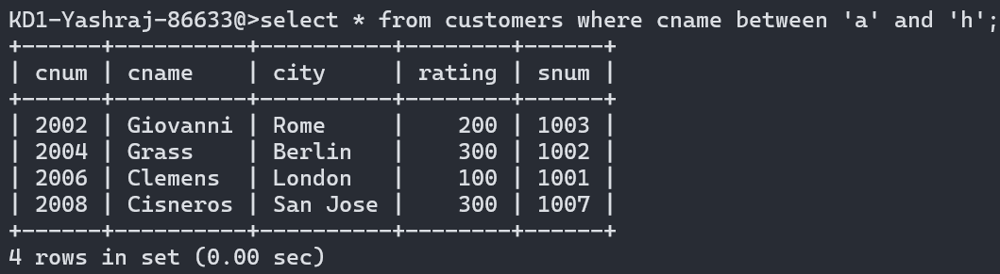 KD1-Yashraj-86633@>select * from customers where cname between 'a' and 'h';
+------+----------+----------+--------+------+
| cnum | cname    | city     | rating | snum |
+------+----------+----------+--------+------+
| 2002 | Giovanni | Rome     |    200 | 1003 |
| 2004 | Grass    | Berlin   |    300 | 1002 |
| 2006 | Clemens  | London   |    100 | 1001 |
| 2008 | Cisneros | San Jose |    300 | 1007 |
+------+----------+----------+--------+------+
4 rows in set (0.00 sec)